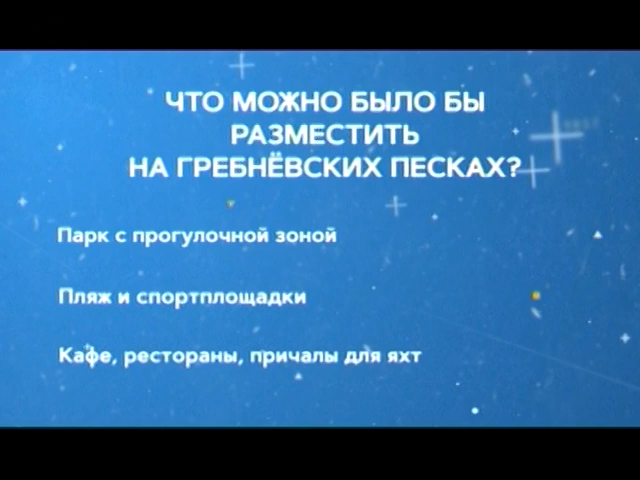 ЧТО МОЖНО БЫЛО БЫ
РАЗМЕСТИТЬ
НА ГРЕБНЁВСКИХ ПЕСКАХ?
Парк с прогулочной зоной
Пляж и спортплощадки
Кафе, рестораны, причалы для яхт